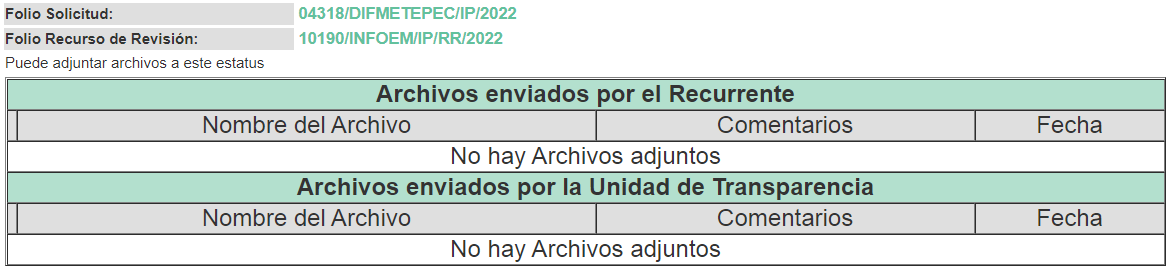 Folio Solicitud: 04318/DIFMETEPEC/IP/2022
Folio Recurso de Revisión: 10190/INFOEM/IP/RR/2022
Puede adjuntar archivos a este estatus
Archivos enviados por el Recurrente
Nombre del Archivo Comentarios Fecha
No hay Archivos adjuntos
Archivos enviados por la Unidad de Transparencia
Nombre del Archivo Comentarios Fecha
No hay Archivos adjuntos